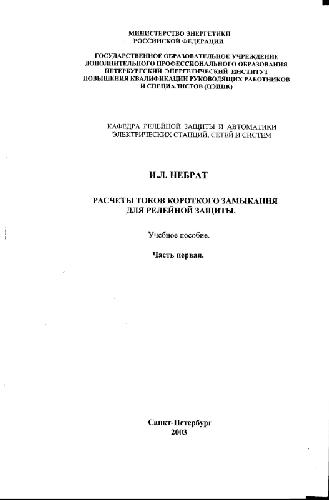 МИНИСТЕРСТВО ЭНЕРГЕТИКИ
РОССИЙСКОЙ ФЕДЕРАЦИИ
ГОСУДАРСТВЕННОЕ ОБРАЗОВАТЕЛЬНОЕ УЧРЕЖДЕНИЕ
ДОПОЛНИТЕЛЬНОГО ПРОФЕССИОНАЛЬНОГО ОБРАЗОВАНИЯ
ПЕТЕРБУРГСКИЙ ЭНЕРГЕТИЧЕСКИЙ ИНСТИТУТ
ПОВЫШЕНИЯ КВАЛИФИКАЦИИ РУКОВОДЯЩИХ РАБОТНИКОВ
И СПЕЦИАЛИСТОВ (ПЭИПК)
КАФЕДРА РЕЛЕЙНОЙ ЗАЩИТЫ И АВТОМАТИКИ
ЭЛЕКТРИЧЕСКИХ СТАНЦИЙ, СЕТЕЙ И СИСТЕМ
И.Л. НЕБРАТ
РАСЧЕТЫ ТОКОВ КОРОТКОГО ЗАМЫКАНИЯ
ДЛЯ РЕЛЕЙНОЙ ЗАЩИТЫ.
Учебное пособие.
Часть первая.
Санкт-Петербург
2003